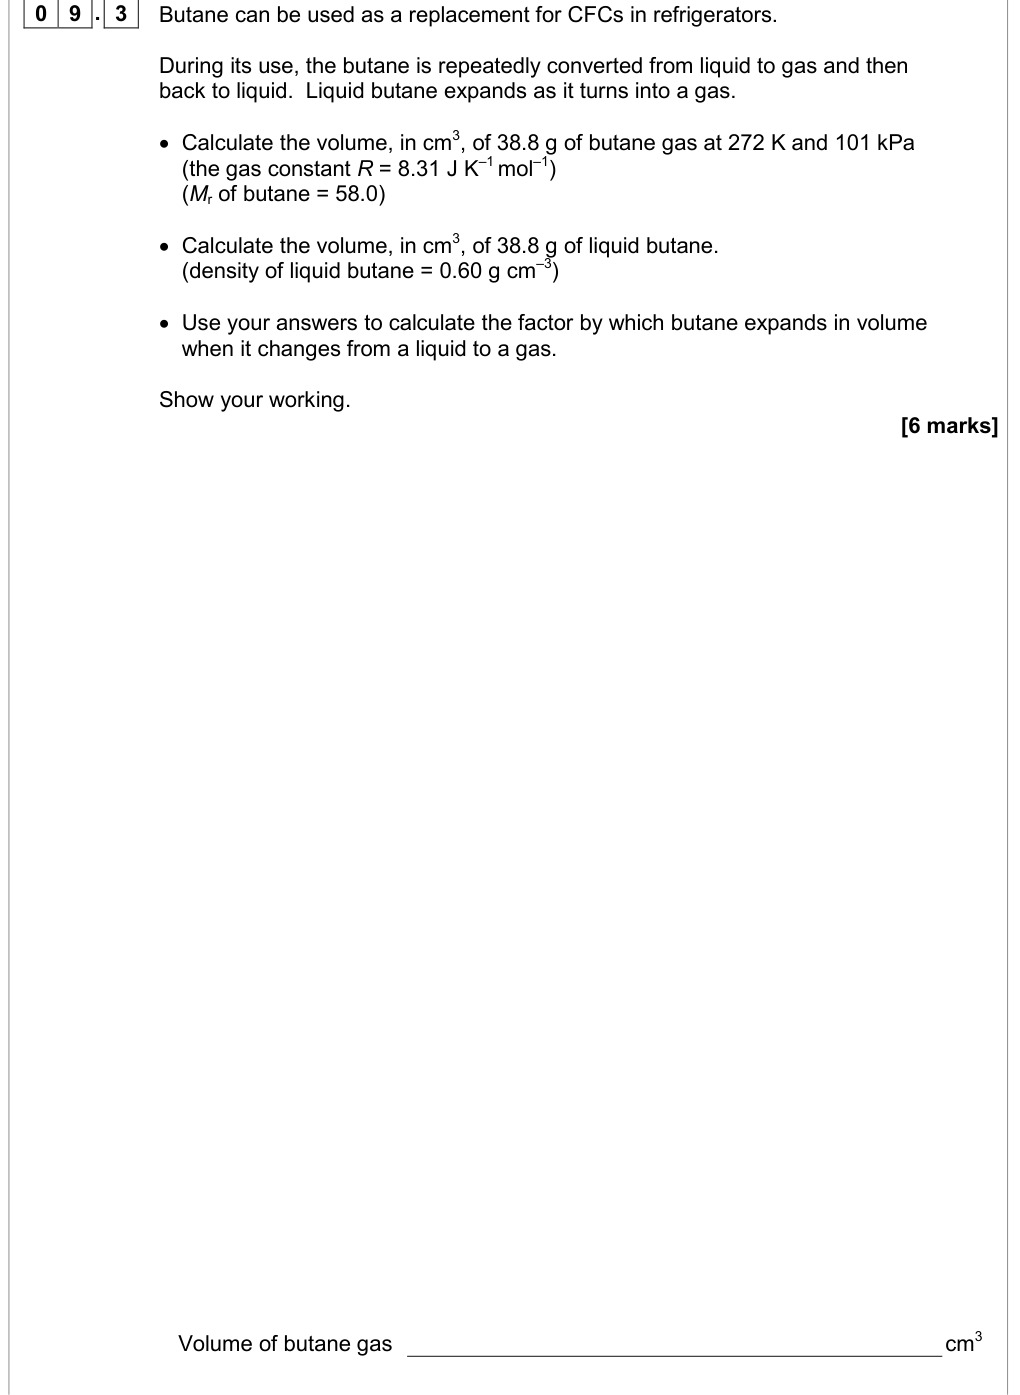 0 9 . 3 Butane can be used as a replacement for CFCs in refrigerators.
During its use, the butane is repeatedly converted from liquid to gas and then
back to liquid. Liquid butane expands as it turns into a gas.
• Calculate the volume, in cm³, of 38.8 g of butane gas at 272 K and 101 kPa
(the gas constant R = 8.31 J K⁻¹ mol⁻¹)
(Mᵣ of butane = 58.0)
• Calculate the volume, in cm³, of 38.8 g of liquid butane.
(density of liquid butane = 0.60 g cm⁻³)
• Use your answers to calculate the factor by which butane expands in volume
when it changes from a liquid to a gas.
Show your working.
[6 marks]
Volume of butane gas ____________ cm³